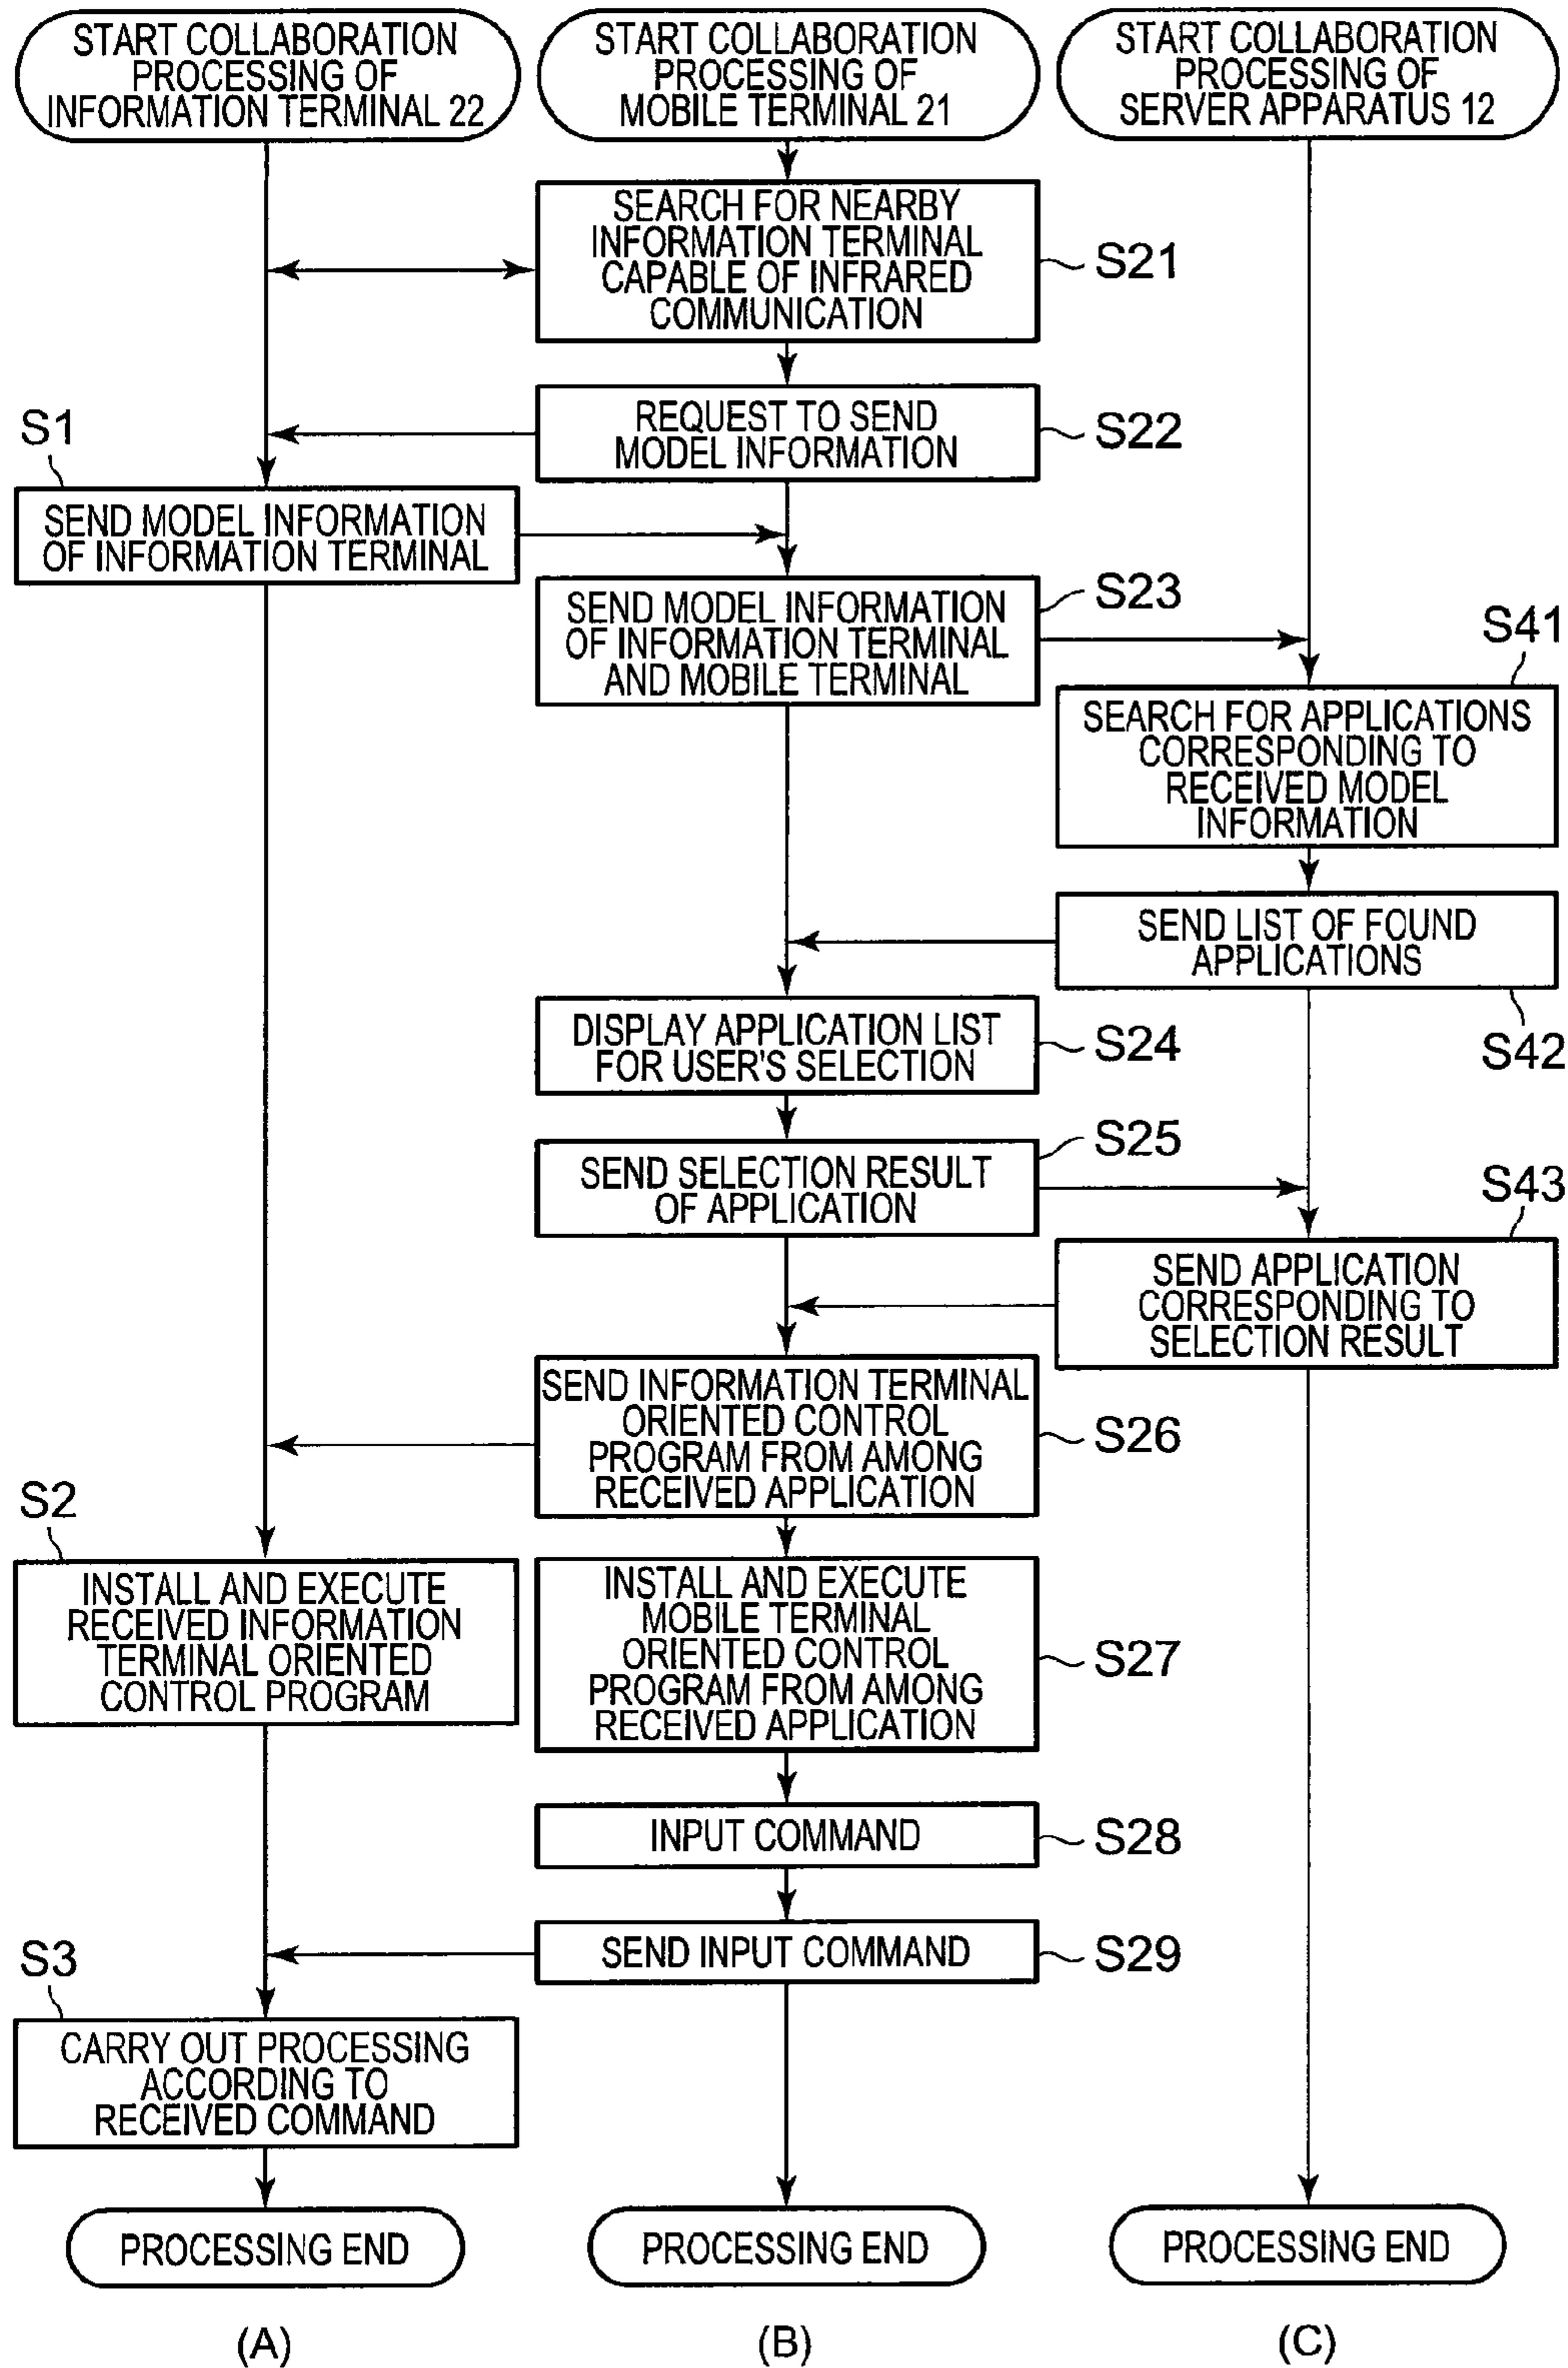 START COLLABORATION
PROCESSING OF
INFORMATION TERMINAL 22
START COLLABORATION
PROCESSING OF
MOBILE TERMINAL 21
START COLLABORATION
PROCESSING OF
SERVER APPARATUS 12
SEARCH FOR NEARBY
INFORMATION TERMINAL
CAPABLE OF INFRARED
COMMUNICATION
S21
REQUEST TO SEND
MODEL INFORMATION
S22
S1
SEND MODEL INFORMATION
OF INFORMATION TERMINAL
SEND MODEL INFORMATION
OF INFORMATION TERMINAL
AND MOBILE TERMINAL
S23
S41
SEARCH FOR APPLICATIONS
CORRESPONDING TO
RECEIVED MODEL
INFORMATION
SEND LIST OF FOUND
APPLICATIONS
S42
DISPLAY APPLICATION LIST
FOR USER'S SELECTION
S24
SEND SELECTION RESULT
OF APPLICATION
S25
S43
SEND APPLICATION
CORRESPONDING TO
SELECTION RESULT
SEND INFORMATION TERMINAL
ORIENTED CONTROL
PROGRAM FROM AMONG
RECEIVED APPLICATION
S26
S2
INSTALL AND EXECUTE
RECEIVED INFORMATION
TERMINAL ORIENTED
CONTROL PROGRAM
INSTALL AND EXECUTE
MOBILE TERMINAL
ORIENTED CONTROL
PROGRAM FROM AMONG
RECEIVED APPLICATION
S27
INPUT COMMAND
S28
SEND INPUT COMMAND
S29
S3
CARRY OUT PROCESSING
ACCORDING TO
RECEIVED COMMAND
PROCESSING END
PROCESSING END
PROCESSING END
(A)
(B)
(C)